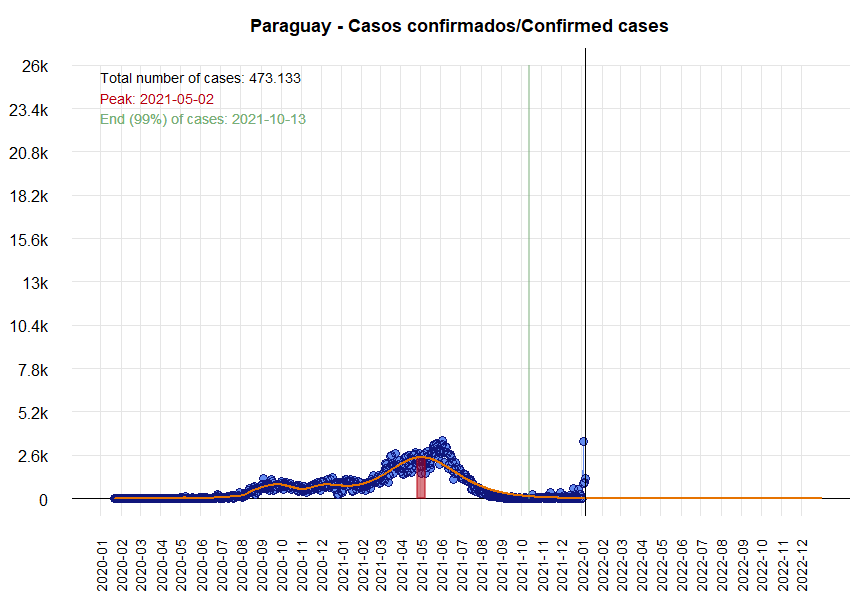 Paraguay - Casos confirmados/Confirmed cases
26k
23.4k
20.8k
18.2k
15.6k
13k
10.4k
7.8k
5.2k
2.6k
0
Total number of cases: 473.133
Peak: 2021-05-02
End (99%) of cases: 2021-10-13
2020-01
2020-02
2020-03
2020-04
2020-05
2020-06
2020-07
2020-08
2020-09
2020-10
2020-11
2020-12
2021-01
2021-02
2021-03
2021-04
2021-05
2021-06
2021-07
2021-08
2021-09
2021-10
2021-11
2021-12
2022-01
2022-02
2022-03
2022-04
2022-05
2022-06
2022-07
2022-08
2022-09
2022-10
2022-11
2022-12